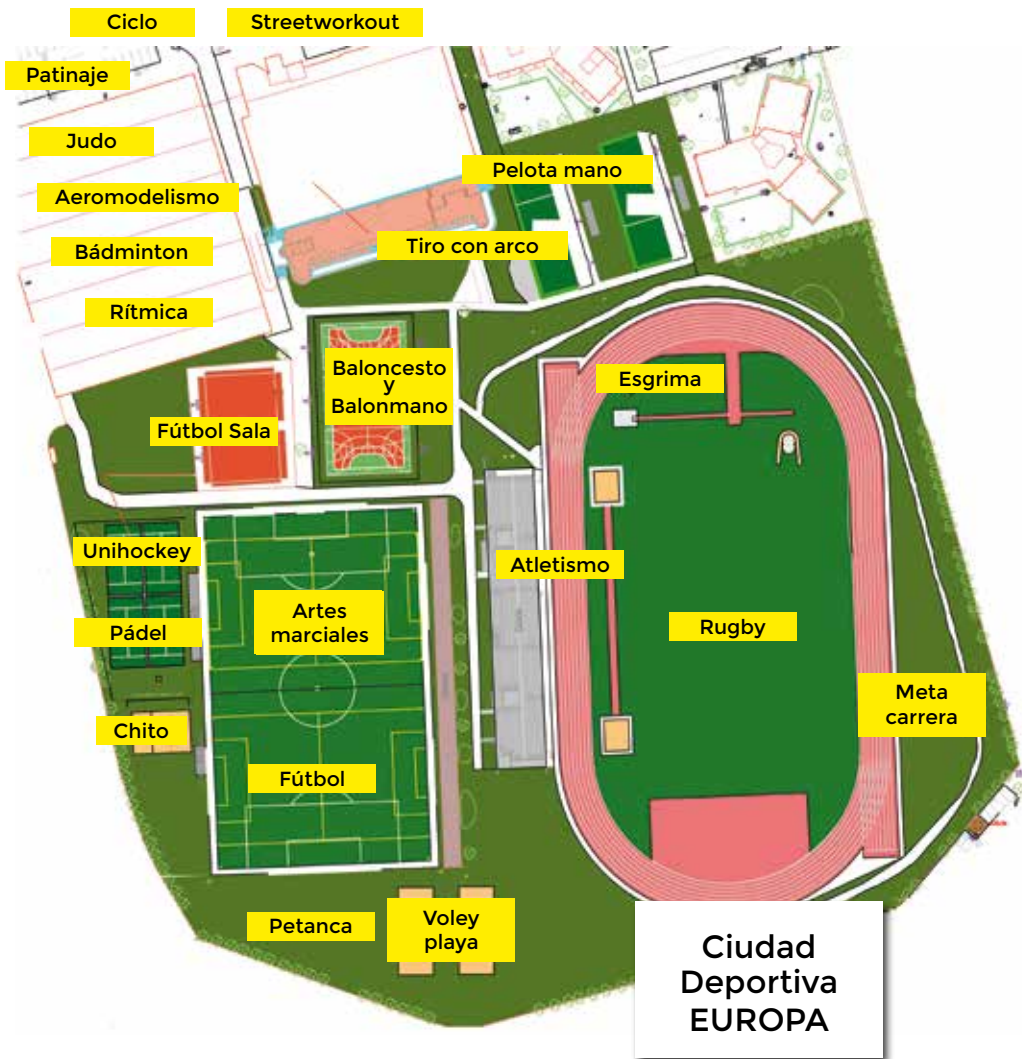 Ciclo
Streetworkout
Patinaje
Judo
Pelota mano
Aeromodelismo
Tiro con arco
Bádminton
Rítmica
Baloncesto
y
Balonmano
Esgrima
Fútbol Sala
Unihockey
Atletismo
Artes
marciales
Pádel
Rugby
Meta
carrera
Chito
Fútbol
Petanca
Voley
playa
Ciudad
Deportiva
EUROPA